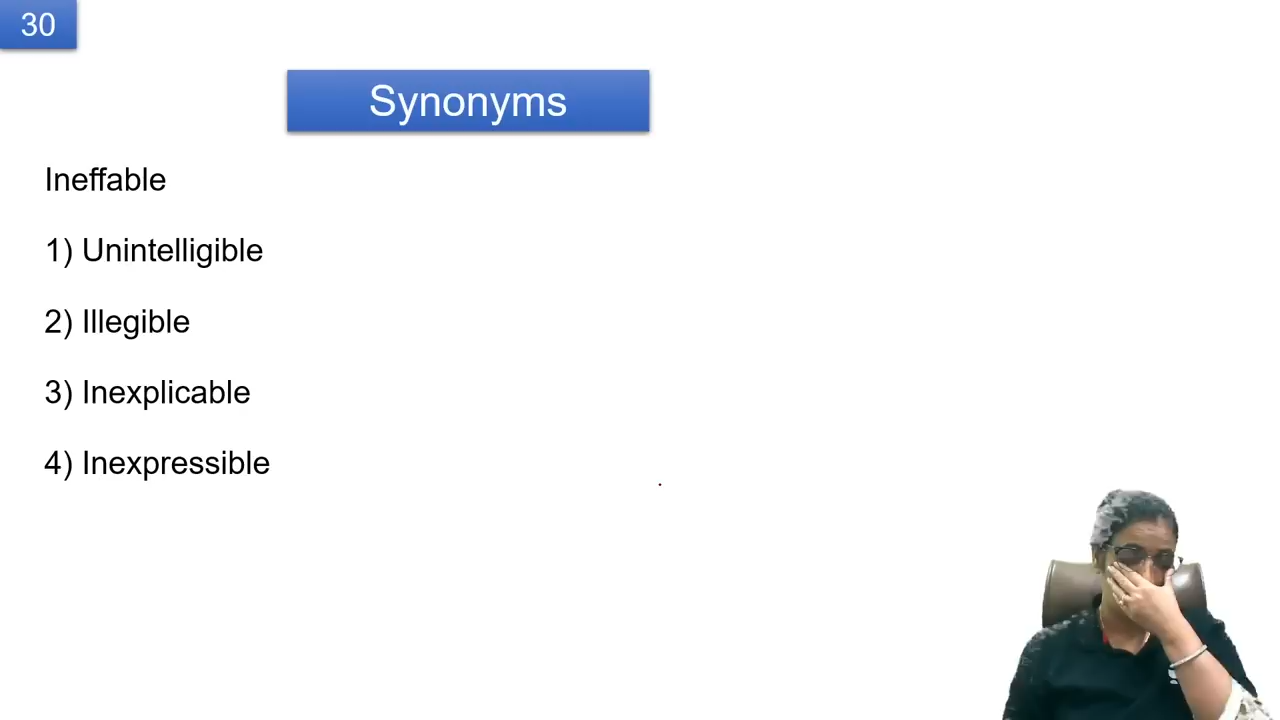 30
Synonyms
Ineffable
1) Unintelligible
2) Illegible
3) Inexplicable
4) Inexpressible